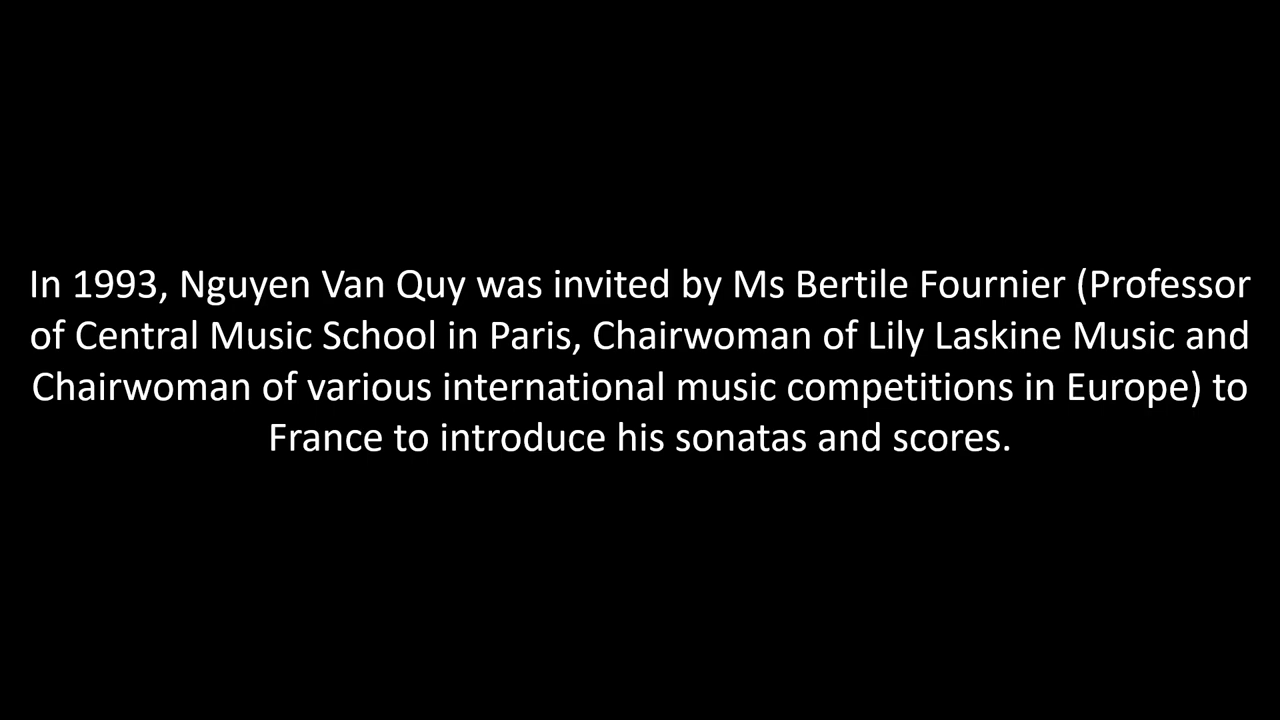 In 1993, Nguyen Van Quy was invited by Ms Bertile Fournier (Professor
of Central Music School in Paris, Chairwoman of Lily Laskine Music and
Chairwoman of various international music competitions in Europe) to
France to introduce his sonatas and scores.